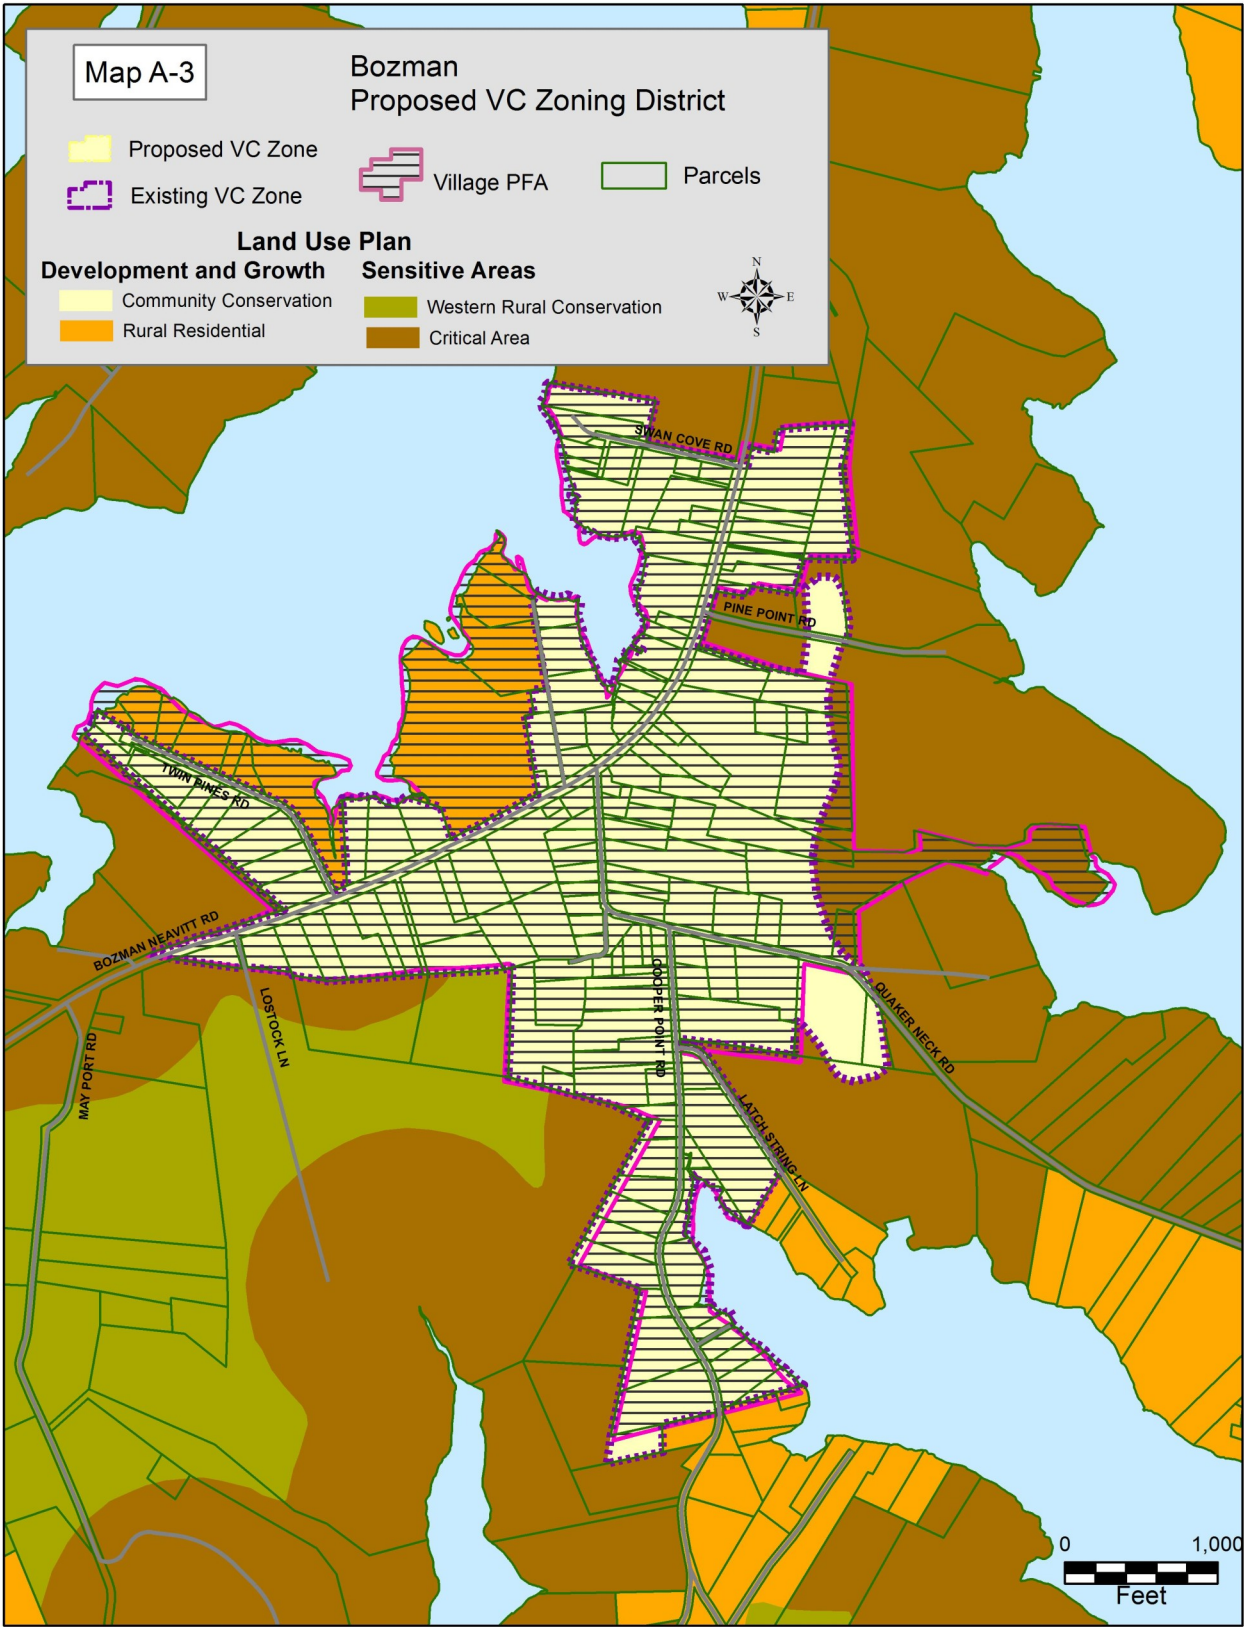 Map A-3
Bozman
Proposed VC Zoning District
Proposed VC Zone
Existing VC Zone
Village PFA
Parcels
Land Use Plan
Development and Growth
Sensitive Areas
Community Conservation
Rural Residential
Western Rural Conservation
Critical Area
N
W
E
S
SWAN COVE RD
PINE POINT RD
TWIN PINES RD
BOZMAN NEAVITT RD
LOSTOCK LN
MAY PORT RD
COOPER POINT RD
QUAKER NECK RD
LATCH STRING LN
0
1,000
Feet